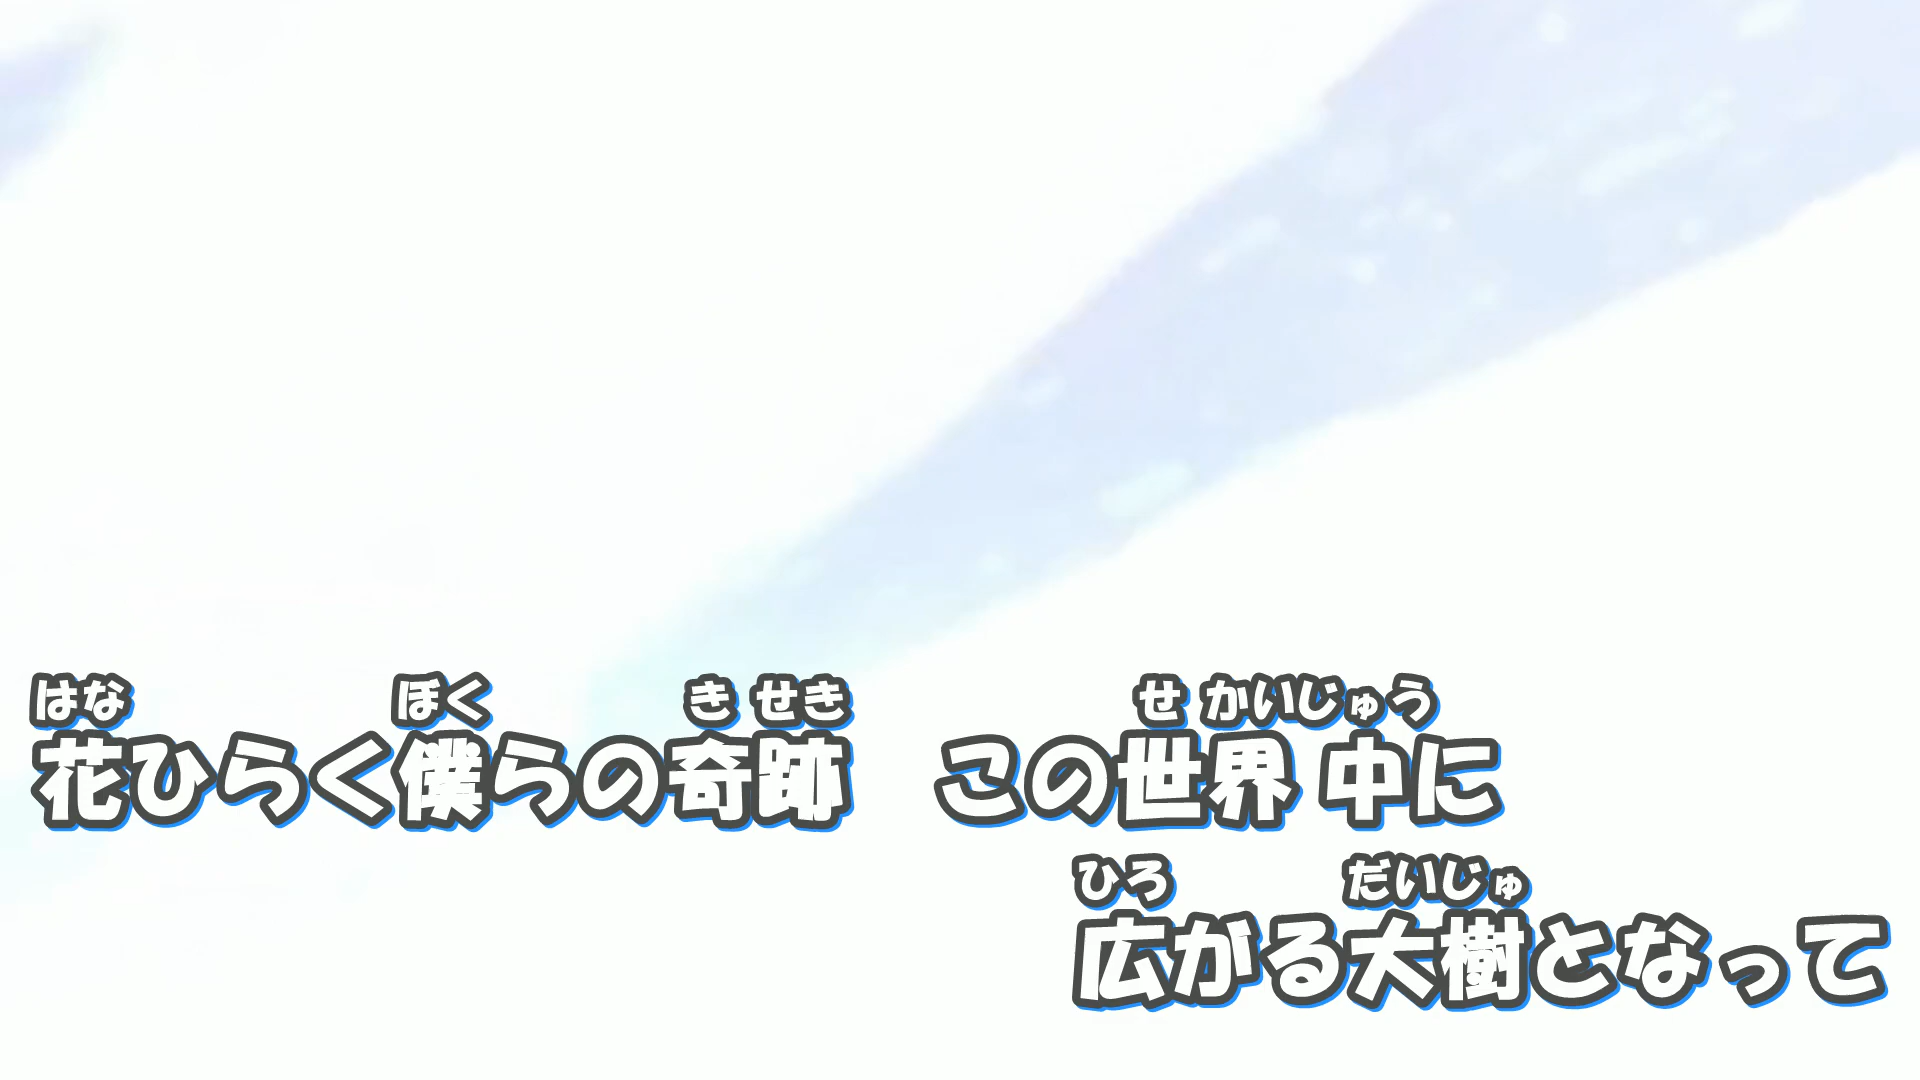 はな ぼく きせき せかいじゅう
花ひらく僕らの奇跡　この世界中に
ひろ だいじゅ
広がる大樹となって